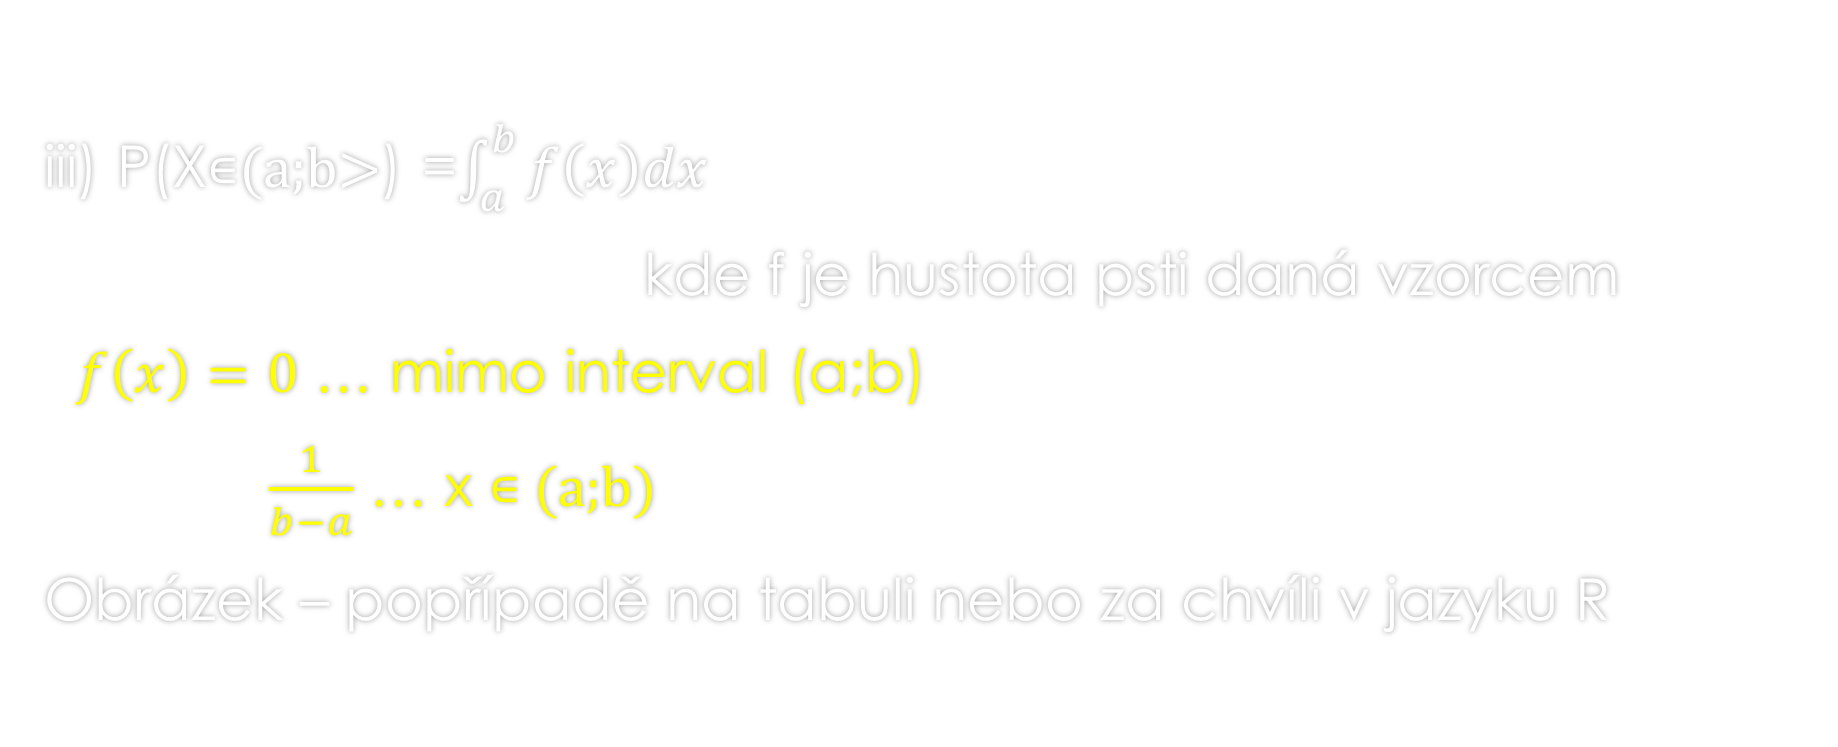 iii) P(X∈(a;b>) =∫_a^b f(x)dx
kde f je hustota psti daná vzorcem
f(x) = 0 … mimo interval (a;b)
1/(b−a) … x ∈ (a;b)
Obrázek – popřípadě na tabuli nebo za chvíli v jazyku R